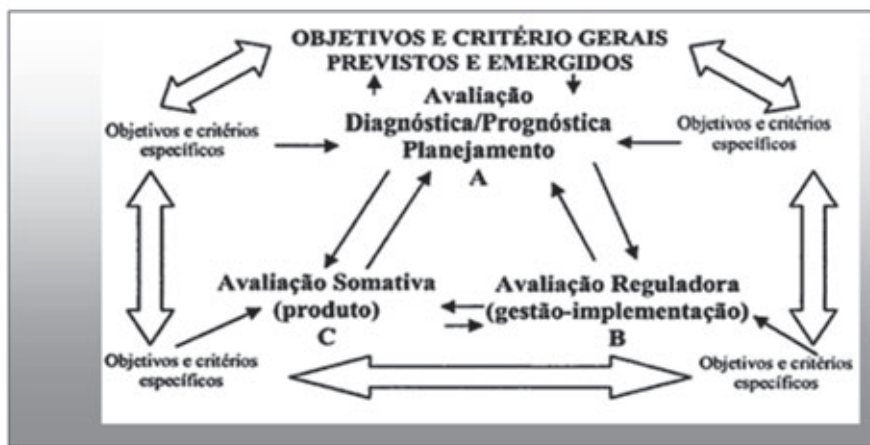 OBJETIVOS E CRITÉRIO GERAIS
PREVISTOS E EMERGIDOS
Avaliação
Diagnóstica/Prognóstica
Planejamento
A
Objetivos e critérios
específicos
Objetivos e critérios
específicos
Avaliação Somativa
(produto)
C
Avaliação Reguladora
(gestão-implementação)
B
Objetivos e critérios
específicos
Objetivos e critérios
específicos